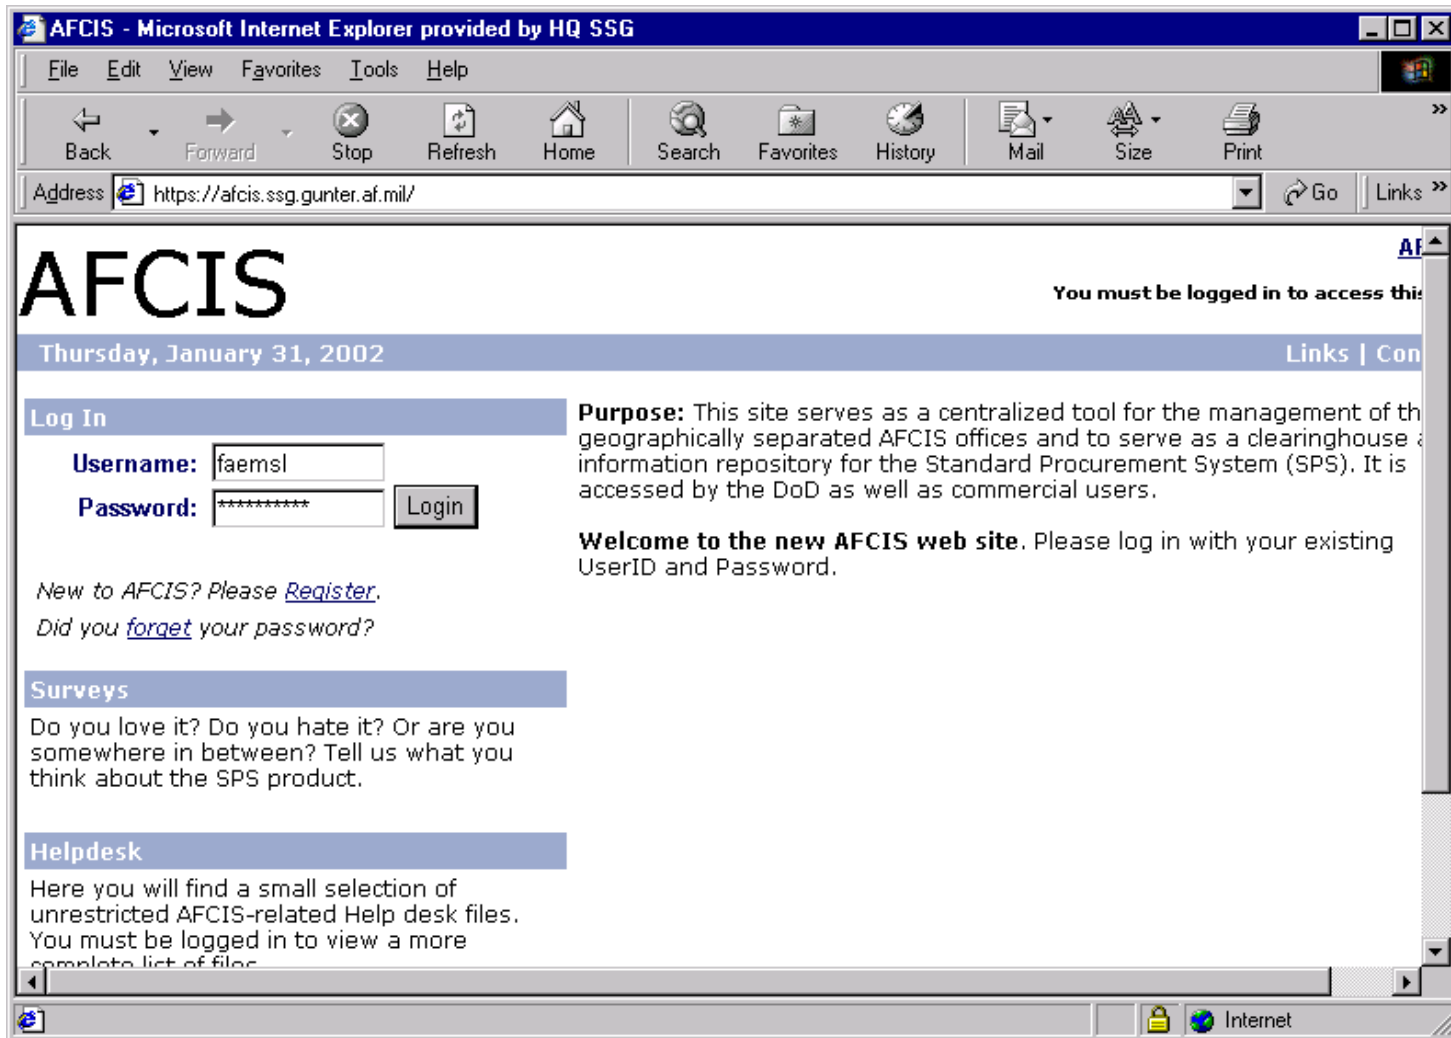 AFCIS - Microsoft Internet Explorer provided by HQ SSG
File Edit View Favorites Tools Help
Back Forward Stop Refresh Home Search Favorites History Mail Size Print
Address https://afcis.ssg.gunter.af.mil/ Go Links
AFCIS
You must be logged in to access this
Thursday, January 31, 2002
Links | Con
Log In
Username: faemsl
Password: ********** Login
New to AFCIS? Please Register.
Did you forget your password?
Surveys
Do you love it? Do you hate it? Or are you
somewhere in between? Tell us what you
think about the SPS product.
Helpdesk
Here you will find a small selection of
unrestricted AFCIS-related Help desk files.
You must be logged in to view a more
complete list of files
Purpose: This site serves as a centralized tool for the management of th
geographically separated AFCIS offices and to serve as a clearinghouse a
information repository for the Standard Procurement System (SPS). It is
accessed by the DoD as well as commercial users.
Welcome to the new AFCIS web site. Please log in with your existing
UserID and Password.
Internet